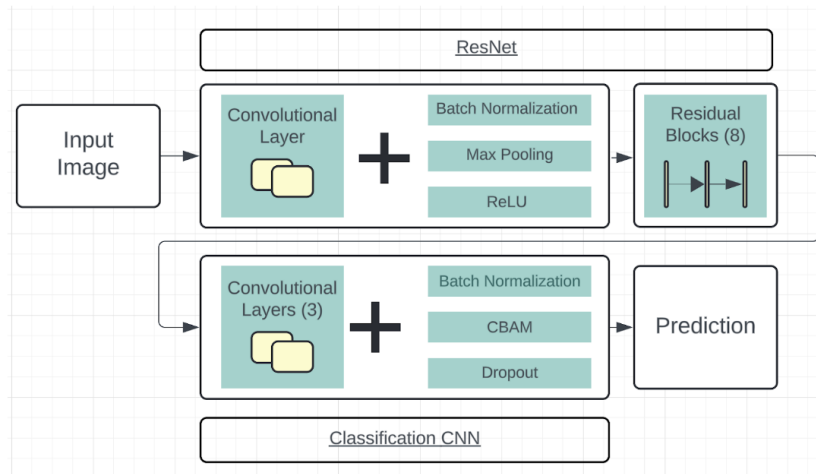 ResNet
Input
Image
Convolutional
Layer
Batch Normalization
Max Pooling
ReLU
Residual
Blocks (8)
Convolutional
Layers (3)
Batch Normalization
CBAM
Dropout
Prediction
Classification CNN